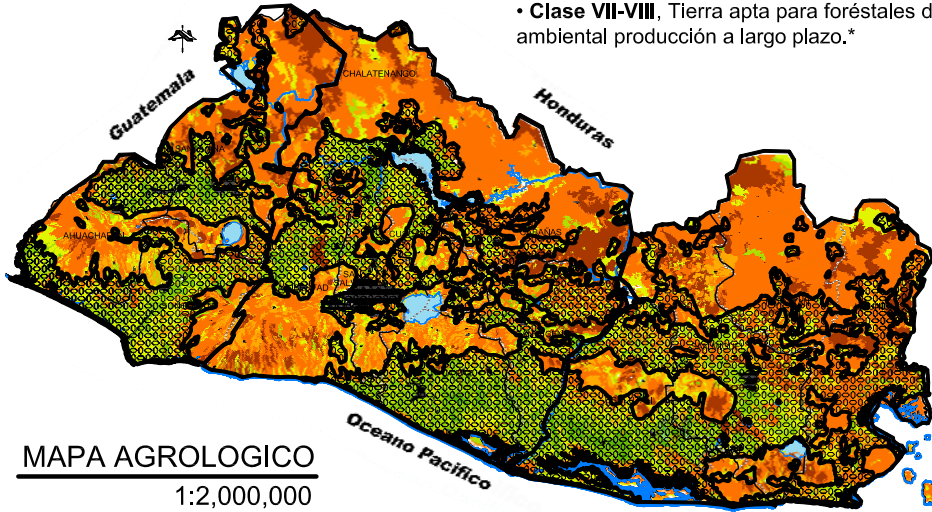 • Clase VII-VIII, Tierra apta para foréstales d
ambiental producción a largo plazo.*
Guatemala
CHALATENANGO
Honduras
Oceano Pacifico
MAPA AGROLOGICO
1:2,000,000